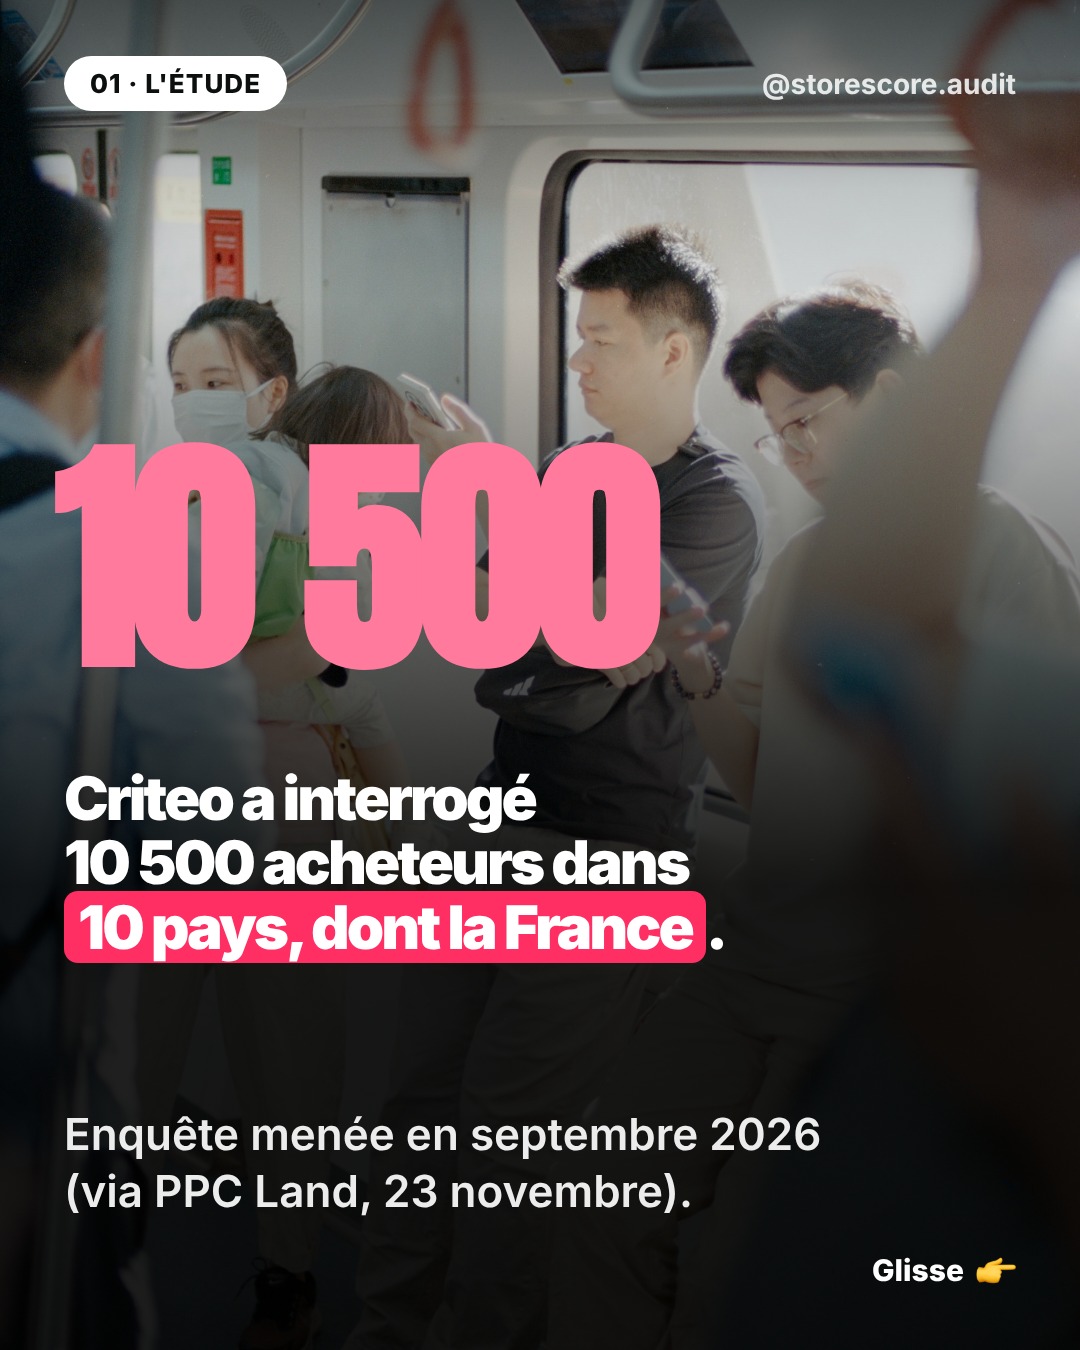 01 · L'ÉTUDE
@storescore.audit
10 500
Criteo a interrogé
10 500 acheteurs dans
10 pays, dont la France.
Enquête menée en septembre 2026
(via PPC Land, 23 novembre).
Glisse 👉